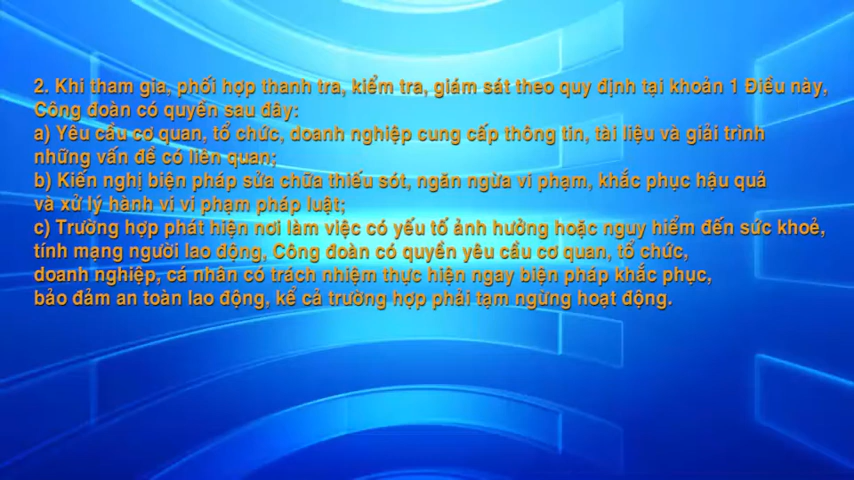 2. Khi tham gia, phối hợp thanh tra, kiểm tra, giám sát theo quy định tại khoản 1 Điều này,
Công đoàn có quyền sau đây:
a) Yêu cầu cơ quan, tổ chức, doanh nghiệp cung cấp thông tin, tài liệu và giải trình
những vấn đề có liên quan;
b) Kiến nghị biện pháp sửa chữa thiếu sót, ngăn ngừa vi phạm, khắc phục hậu quả
và xử lý hành vi vi phạm pháp luật;
c) Trường hợp phát hiện nơi làm việc có yếu tố ảnh hưởng hoặc nguy hiểm đến sức khoẻ,
tính mạng người lao động, Công đoàn có quyền yêu cầu cơ quan, tổ chức,
doanh nghiệp, cá nhân có trách nhiệm thực hiện ngay biện pháp khắc phục,
bảo đảm an toàn lao động, kể cả trường hợp phải tạm ngừng hoạt động.